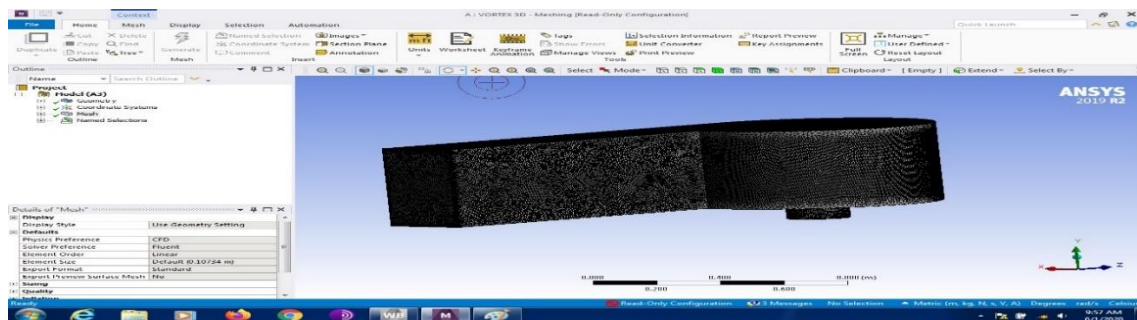 Context
A : VORTEX 3D - Meshing [Read-Only Configuration]
File Home Mesh Display Selection Automation Quick Launch
Duplicate Cut Copy Paste Delete Find Tree Outline
Generate Mesh
Named Selection Coordinate System Comment Images Section Plane Annotation Insert
Units Worksheet Keyframe Animation Tags Show Errors Manage Views Selection Information Unit Converter Print Preview Report Preview Key Assignments Tools
Full Screen Manage User Defined Reset Layout Layout
Outline
Name Search Outline
Select Mode Clipboard [ Empty ] Extend Select By
Project
Model (A3)
Geometry
Coordinate Systems
Mesh
Named Selections
ANSYS
2019 R2
Details of "Mesh"
Display
Display Style Use Geometry Setting
Defaults
Physics Preference CFD
Solver Preference Fluent
Element Order Linear
Element Size Default (0.10734 m)
Export Format Standard
Export Preview Surface Mesh No
Sizing
Quality
Inflation
0.000 0.400 0.800 (m)
0.200 0.600
Y
X Z
Ready Read-Only Configuration 3 Messages No Selection Metric (m, kg, N, s, V, A) Degrees rad/s Celsius
WB M
9:57 AM
6/1/2020